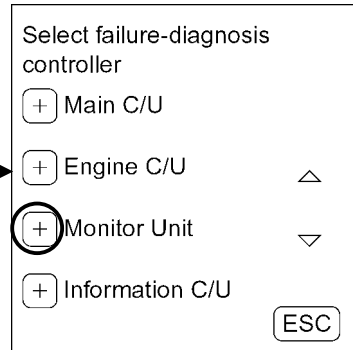 Select failure-diagnosis
controller
+ Main C/U
+ Engine C/U
+ Monitor Unit
+ Information C/U
ESC